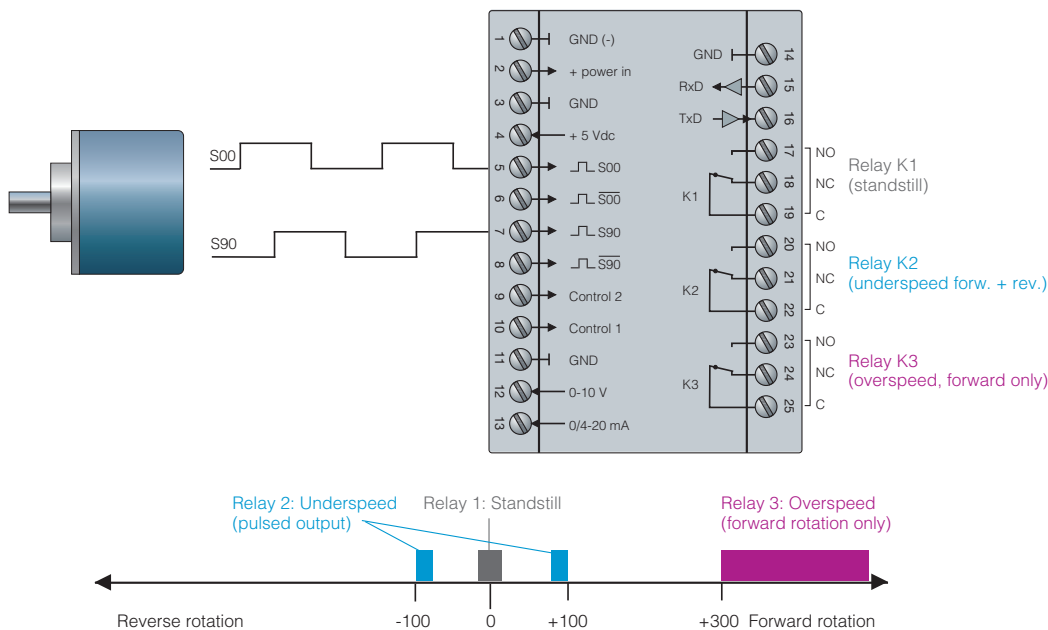 S00
S90
1 GND (-)
2 + power in
3 GND
4 + 5 Vdc
5 S00
6 S̅0̅0̅
7 S90
8 S̅9̅0̅
9 Control 2
10 Control 1
11 GND
12 0-10 V
13 0/4-20 mA
GND 14
RxD 15
TxD 16
17 NO
K1 18 NC
19 C
Relay K1
(standstill)
20 NO
K2 21 NC
22 C
Relay K2
(underspeed forw. + rev.)
23 NO
K3 24 NC
25 C
Relay K3
(overspeed, forward only)
Relay 2: Underspeed
(pulsed output)
Relay 1: Standstill
Relay 3: Overspeed
(forward rotation only)
Reverse rotation -100 0 +100 +300 Forward rotation